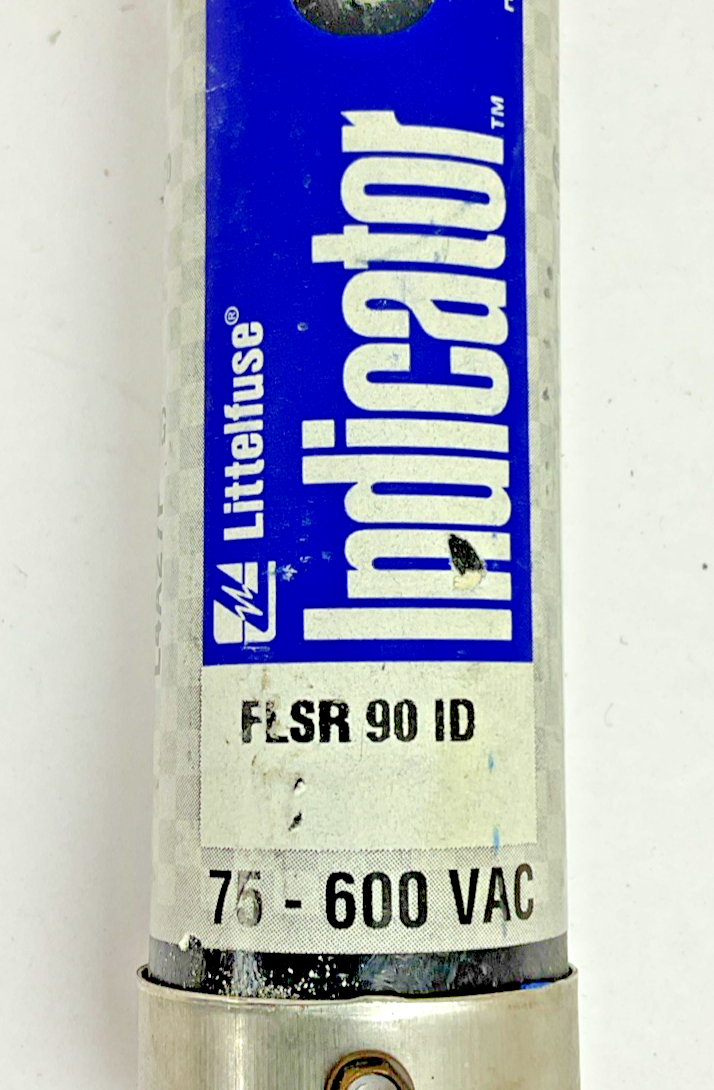 Littelfuse®
Indicator™
FLSR 90 ID
75 - 600 VAC